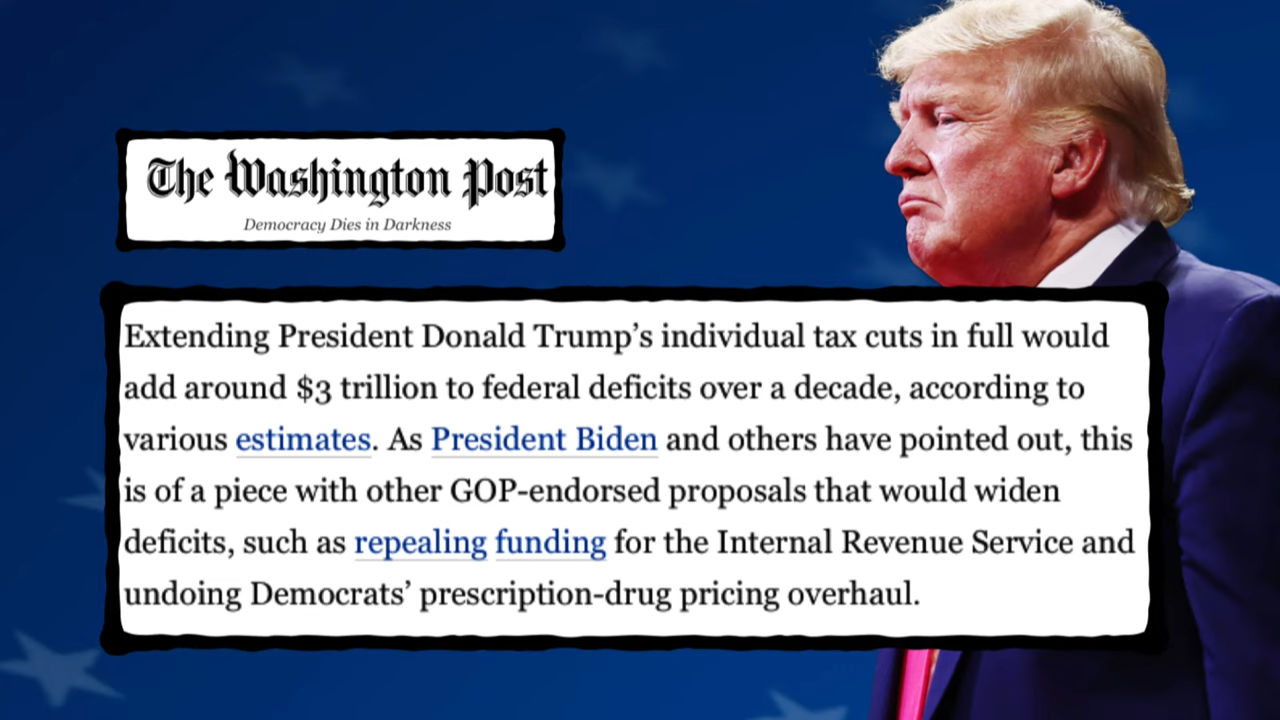 The Washington Post
Democracy Dies in Darkness
Extending President Donald Trump’s individual tax cuts in full would
add around $3 trillion to federal deficits over a decade, according to
various estimates. As President Biden and others have pointed out, this
is of a piece with other GOP-endorsed proposals that would widen
deficits, such as repealing funding for the Internal Revenue Service and
undoing Democrats’ prescription-drug pricing overhaul.